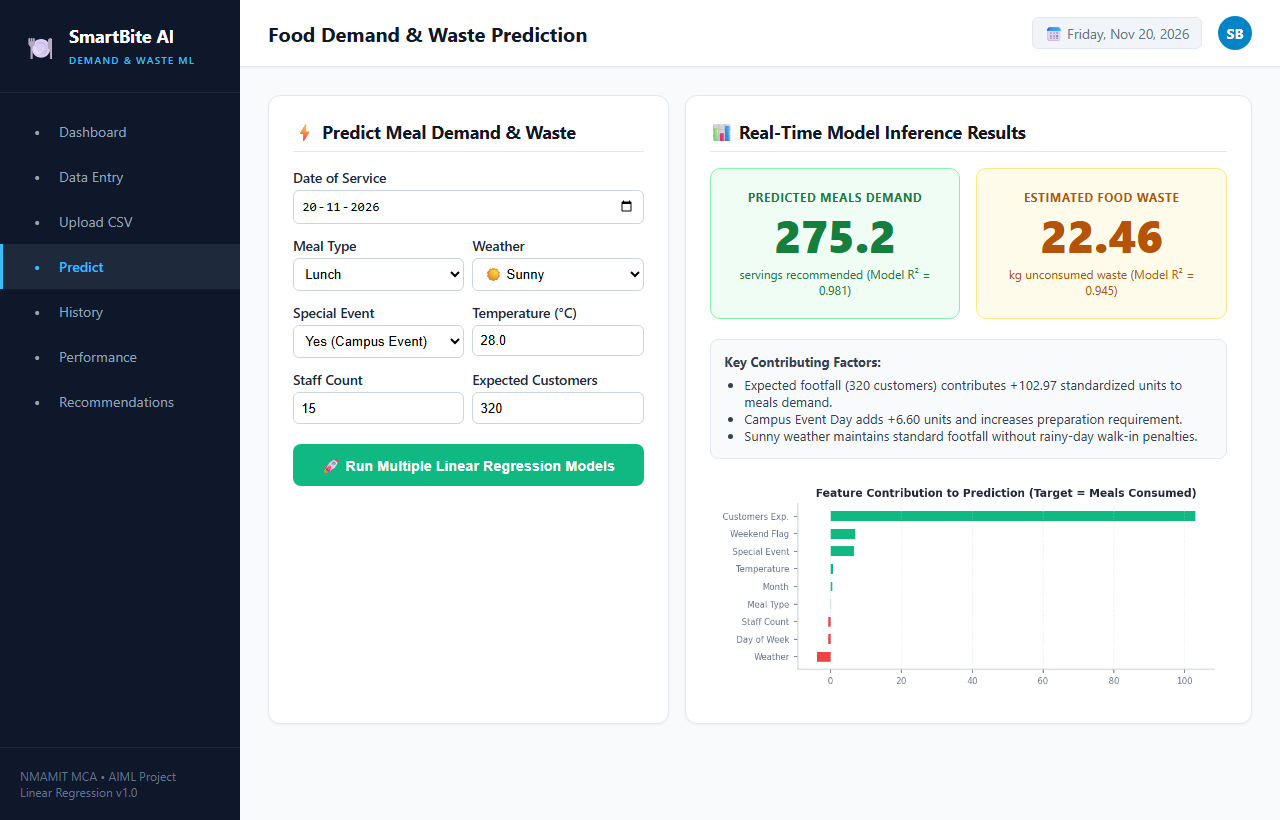 SmartBite AI
DEMAND & WASTE ML
Dashboard
Data Entry
Upload CSV
Predict
History
Performance
Recommendations
NMAMIT MCA • AIML Project
Linear Regression v1.0
Food Demand & Waste Prediction
Friday, Nov 20, 2026
SB
Predict Meal Demand & Waste
Date of Service
20-11-2026
Meal Type
Weather
Lunch
Sunny
Special Event
Temperature (°C)
Yes (Campus Event)
28.0
Staff Count
Expected Customers
15
320
Run Multiple Linear Regression Models
Real-Time Model Inference Results
PREDICTED MEALS DEMAND
275.2
servings recommended (Model R² =
0.981)
ESTIMATED FOOD WASTE
22.46
kg unconsumed waste (Model R² =
0.945)
Key Contributing Factors:
• Expected footfall (320 customers) contributes +102.97 standardized units to
meals demand.
• Campus Event Day adds +6.60 units and increases preparation requirement.
• Sunny weather maintains standard footfall without rainy-day walk-in penalties.
Feature Contribution to Prediction (Target = Meals Consumed)
Customers Exp.
Weekend Flag
Special Event
Temperature
Month
Meal Type
Staff Count
Day of Week
Weather
0 20 40 60 80 100